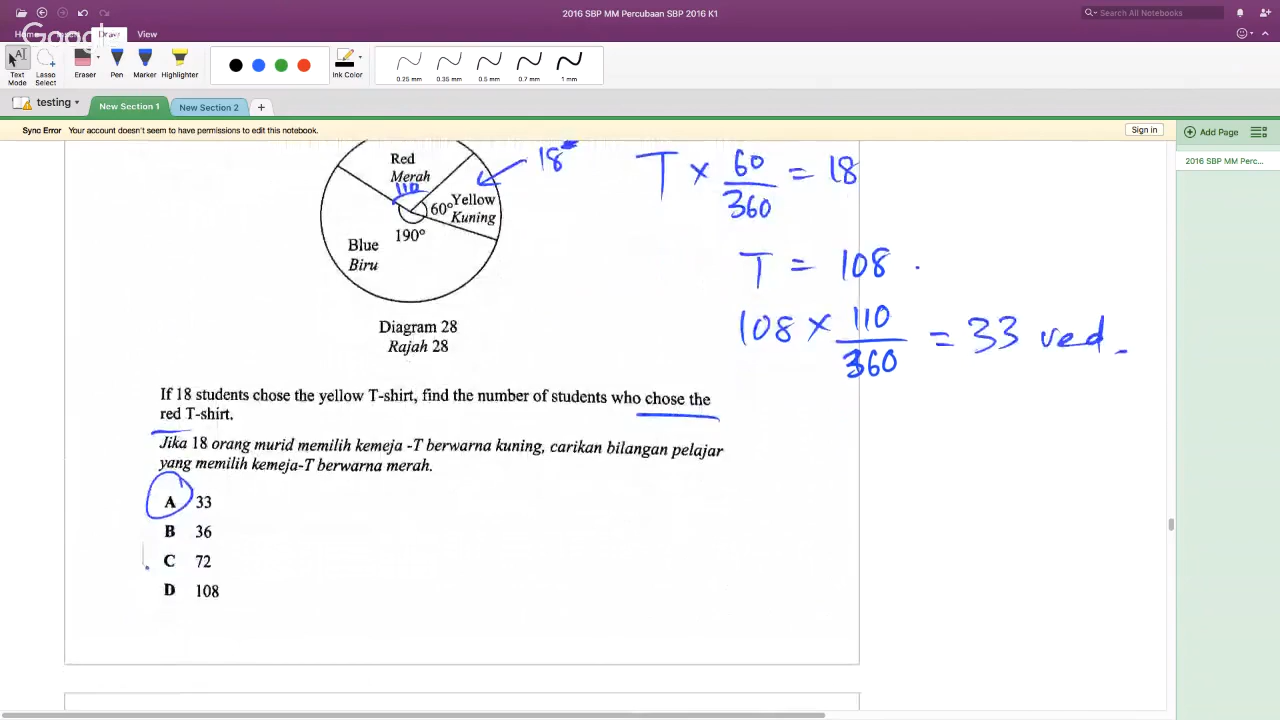 2016 SBP MM Percubaan SBP 2016 K1
Search All Notebooks
Google
Home Insert Draw View
Text Mode
Lasso Select
Eraser
Pen
Marker
Highlighter
Ink Color
0.25 mm
0.35 mm
0.5 mm
0.7 mm
1 mm
testing
New Section 1
New Section 2
+
Sync Error Your account doesn't seem to have permissions to edit this notebook.
Sign in
Add Page
2016 SBP MM Perc...
Red
Merah
110
18
Yellow
Kuning
60°
190°
Blue
Biru
T × 60/360 = 18
T = 108
108 × 110/360 = 33 red
Diagram 28
Rajah 28
If 18 students chose the yellow T-shirt, find the number of students who chose the
red T-shirt.
Jika 18 orang murid memilih kemeja -T berwarna kuning, carikan bilangan pelajar
yang memilih kemeja-T berwarna merah.
A 33
B 36
C 72
D 108